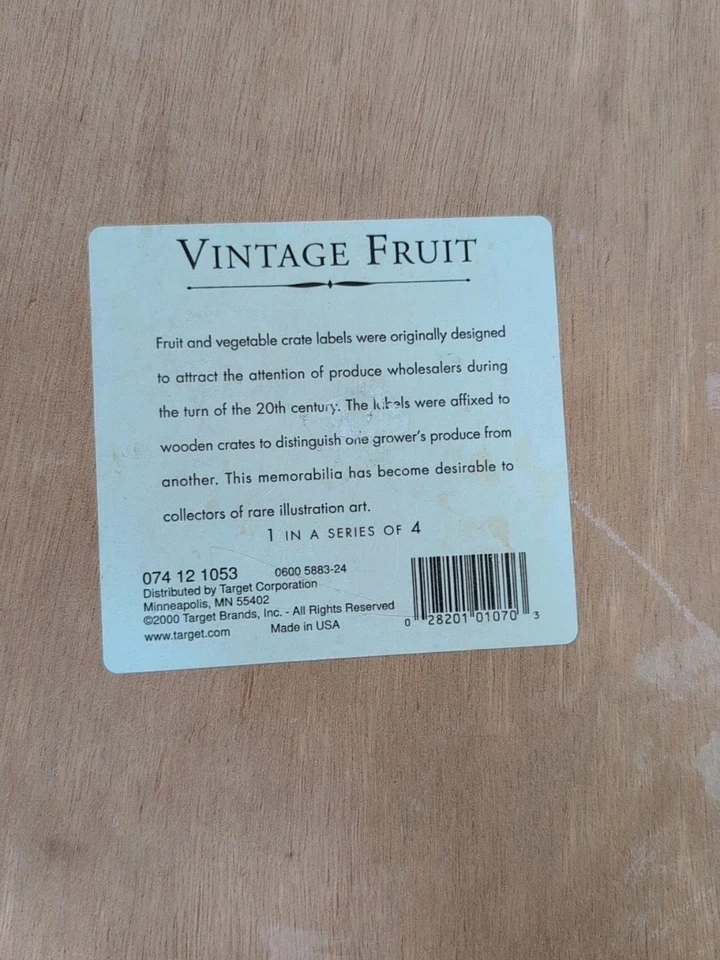 VINTAGE FRUIT
Fruit and vegetable crate labels were originally designed
to attract the attention of produce wholesalers during
the turn of the 20th century. The labels were affixed to
wooden crates to distinguish one grower's produce from
another. This memorabilia has become desirable to
collectors of rare illustration art.
1 IN A SERIES OF 4
074 12 1053 0600 5883-24
Distributed by Target Corporation
Minneapolis, MN 55402
©2000 Target Brands, Inc. - All Rights Reserved
www.target.com Made in USA
0 28201 01070 3